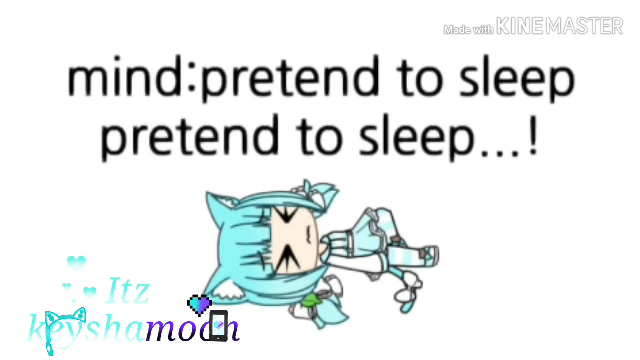 Made with KINEMASTER
mind:pretend to sleep
pretend to sleep...!
Itz
keyshamoon